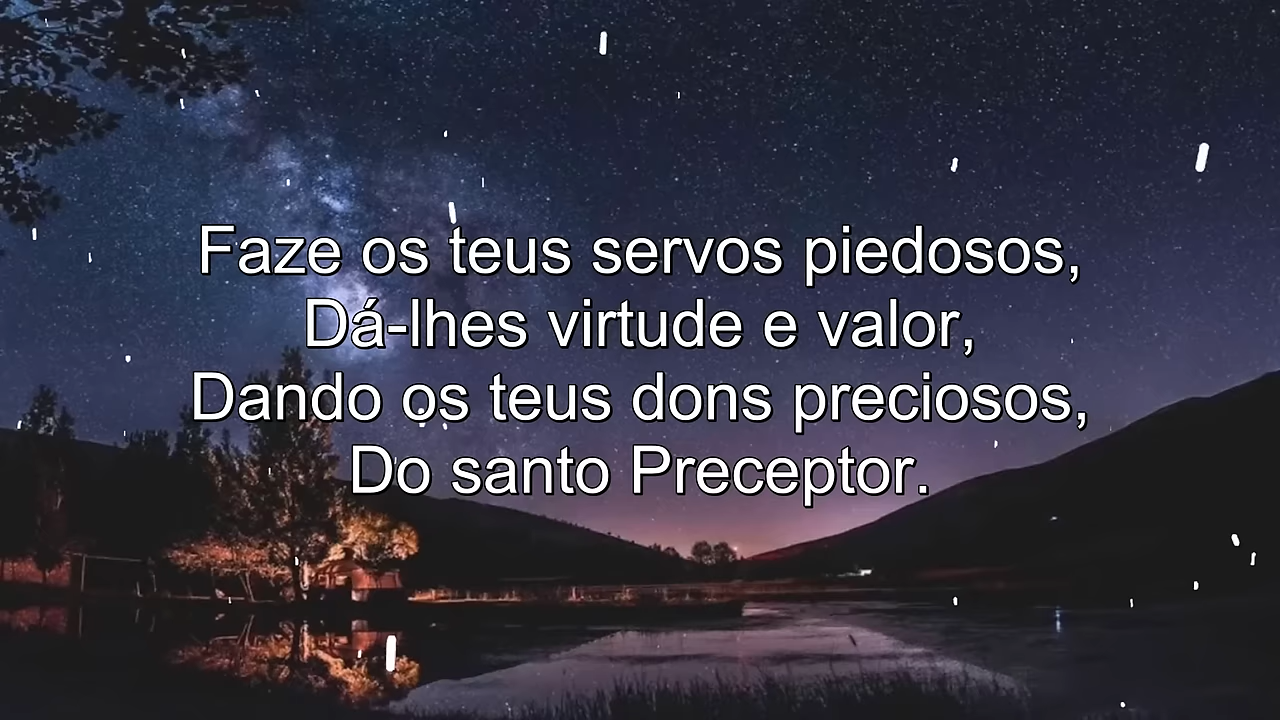 Faze os teus servos piedosos,
Dá-lhes virtude e valor,
Dando os teus dons preciosos,
Do santo Preceptor.